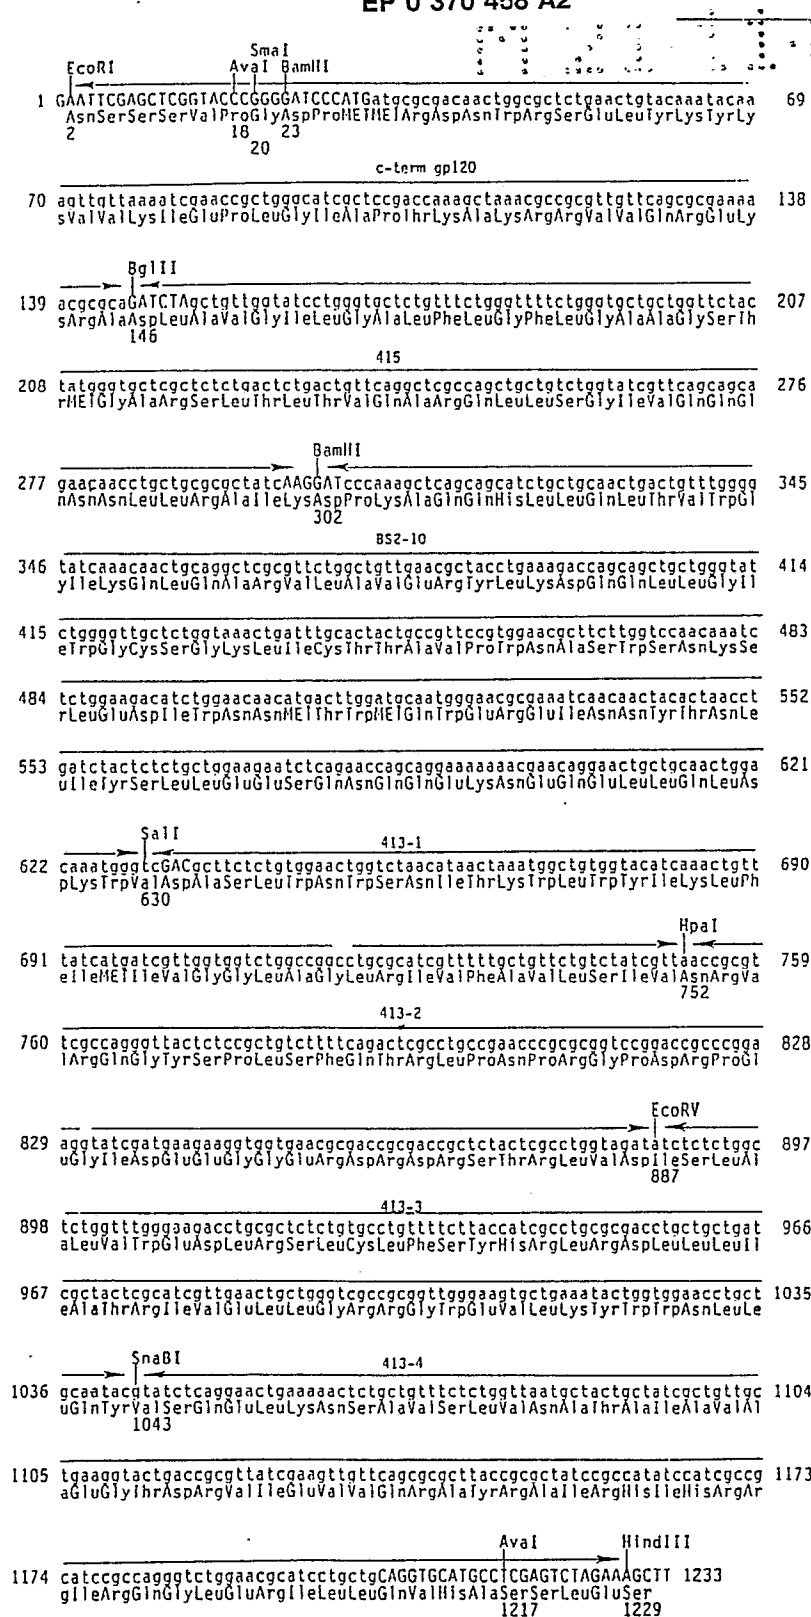 EP 0 370 458 A2
SmaI
EcoRI AvaI BamHI
1 GAATTCGAGCTCGGTACCCGGGGATCCCATGatgcgcgacaactggcgctctgaactgtacaaatacaa 69
AsnSerSerSerValProGlyAspProMETMETArgAspAsnTrpArgSerGluLeuTyrLysTyrLy
2 18 23
20
c-term gp120
70 agttgttaaaatcgaaccgctgggcatcgctccgaccaaagctaaacgccgcgttgttcagcgcgaaaa 138
sValValLysIleGluProLeuGlyIleAlaProThrLysAlaLysArgArgValValGlnArgGluLy
BglII
139 acgcgcaGATCTAgctgttggtatcctgggtgctctgtttctgggttttctgggtgctgctggttctac 207
sArgAlaAspLeuAlaValGlyIleLeuGlyAlaLeuPheLeuGlyPheLeuGlyAlaAlaGlySerTh
146
415
208 tatgggtgctcgctctctgactctgactgttcaggctcgccagctgctgtctggtatcgttcagcagca 276
rMETGlyAlaArgSerLeuThrLeuThrValGlnAlaArgGlnLeuLeuSerGlyIleValGlnGlnGl
BamHI
277 gaacaacctgctgcgcgctatcAAGGATcccaaagctcagcagcatctgctgcaactgactgtttgggg 345
nAsnAsnLeuLeuArgAlaIleLysAspProLysAlaGlnGlnHisLeuLeuGlnLeuThrValTrpGl
302
BS2-10
346 tatcaaacaactgcaggctcgcgttctggctgttgaacgctacctgaaagaccagcagctgctgggtat 414
yIleLysGlnLeuGlnAlaArgValLeuAlaValGluArgTyrLeuLysAspGlnGlnLeuLeuGlyIl
415 ctggggttgctctggtaaactgatttgcactactgccgttccgtggaacgcttcttggtccaacaaatc 483
eTrpGlyCysSerGlyLysLeuIleCysThrThrAlaValProTrpAsnAlaSerTrpSerAsnLysSe
484 tctggaagacatctggaacaacatgacttggatgcaatgggaacgcgaaatcaacaactacactaacct 552
rLeuGluAspIleTrpAsnAsnMETThrTrpMETGlnTrpGluArgGluIleAsnAsnTyrThrAsnLe
553 gatctactctctgctggaagaatctcagaaccagcaggaaaaaaacgaacaggaactgctgcaactgga 621
uIleTyrSerLeuLeuGluGluSerGlnAsnGlnGlnGluLysAsnGluGlnGluLeuLeuGlnLeuAs
SalI 413-1
622 caaatgggtcGACgcttctctgtggaactggtctaacataactaaatggctgtggtacatcaaactgtt 690
pLysTrpValAspAlaSerLeuTrpAsnTrpSerAsnIleThrLysTrpLeuTrpTyrIleLysLeuPh
630
HpaI
691 tatcatgatcgttggtggtctggccggcctgcgcatcgtttttgctgttctgtctatcgttaaccgcgt 759
eIleMETIleValGlyGlyLeuAlaGlyLeuArgIleValPheAlaValLeuSerIleValAsnArgVa
752
413-2
760 tcgccagggttactctccgctgtcttttcagactcgcctgccgaacccgcgcggtccggaccgcccgga 828
lArgGlnGlyTyrSerProLeuSerPheGlnThrArgLeuProAsnProArgGlyProAspArgProGl
EcoRV
829 aggtatcgatgaagaaggtggtgaacgcgaccgcgaccgctctactcgcctggtagatatctctctggc 897
uGlyIleAspGluGluGlyGlyGluArgAspArgAspArgSerThrArgLeuValAspIleSerLeuAl
887
413-3
898 tctggtttgggaagacctgcgctctctgtgcctgttttcttaccatcgcctgcgcgacctgctgctgat 966
aLeuValTrpGluAspLeuArgSerLeuCysLeuPheSerTyrHisArgLeuArgAspLeuLeuLeuIl
967 cgctactcgcatcgttgaactgctgggtcgccgcggttgggaagtgctgaaatactggtggaacctgct 1035
eAlaThrArgIleValGluLeuLeuGlyArgArgGlyTrpGluValLeuLysTyrTrpTrpAsnLeuLe
SnaBI 413-4
1036 gcaatacgtatctcaggaactgaaaaactctgctgtttctctggttaatgctactgctatcgctgttgc 1104
uGlnTyrValSerGlnGluLeuLysAsnSerAlaValSerLeuValAsnAlaThrAlaIleAlaValAl
1043
1105 tgaaggtactgaccgcgttatcgaagttgttcagcgcgcttaccgcgctatccgccatatccatcgccg 1173
aGluGlyThrAspArgValIleGluValValGlnArgAlaTyrArgAlaIleArgHisIleHisArgAr
AvaI HindIII
1174 catccgccagggtctggaacgcatcctgctgCAGGTGCATGCCTCGAGTCTAGAAAGCTT 1233
gIleArgGlnGlyLeuGluArgIleLeuLeuGlnValHisAlaSerSerLeuGluSer
1217 1229